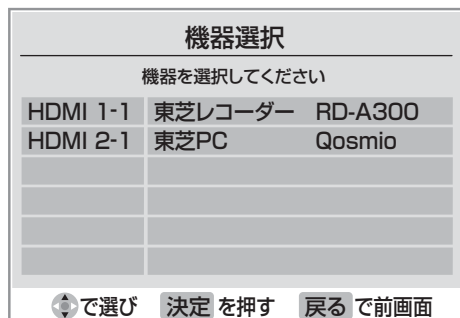 機器選択
機器を選択してください
HDMI 1-1 東芝レコーダー RD-A300
HDMI 2-1 東芝PC Qosmio
で選び 決定 を押す 戻る で前画面